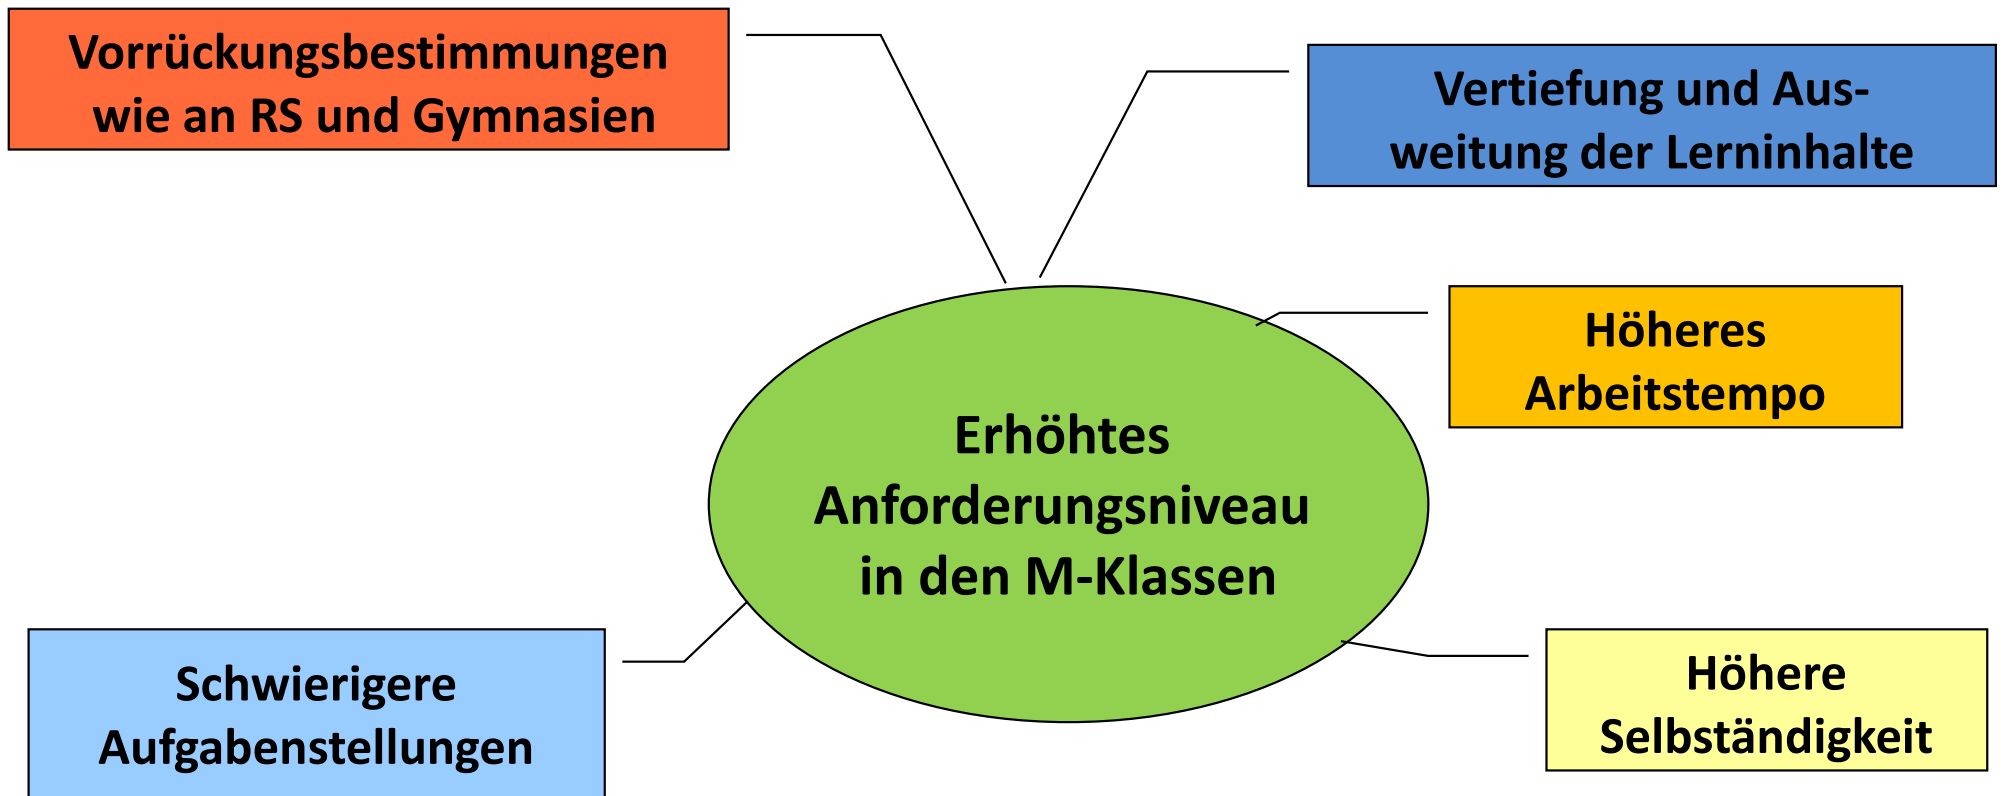 Vorrückungsbestimmungen
wie an RS und Gymnasien
Vertiefung und Aus-
weitung der Lerninhalte
Höheres
Arbeitstempo
Erhöhtes
Anforderungsniveau
in den M-Klassen
Schwierigere
Aufgabenstellungen
Höhere
Selbständigkeit